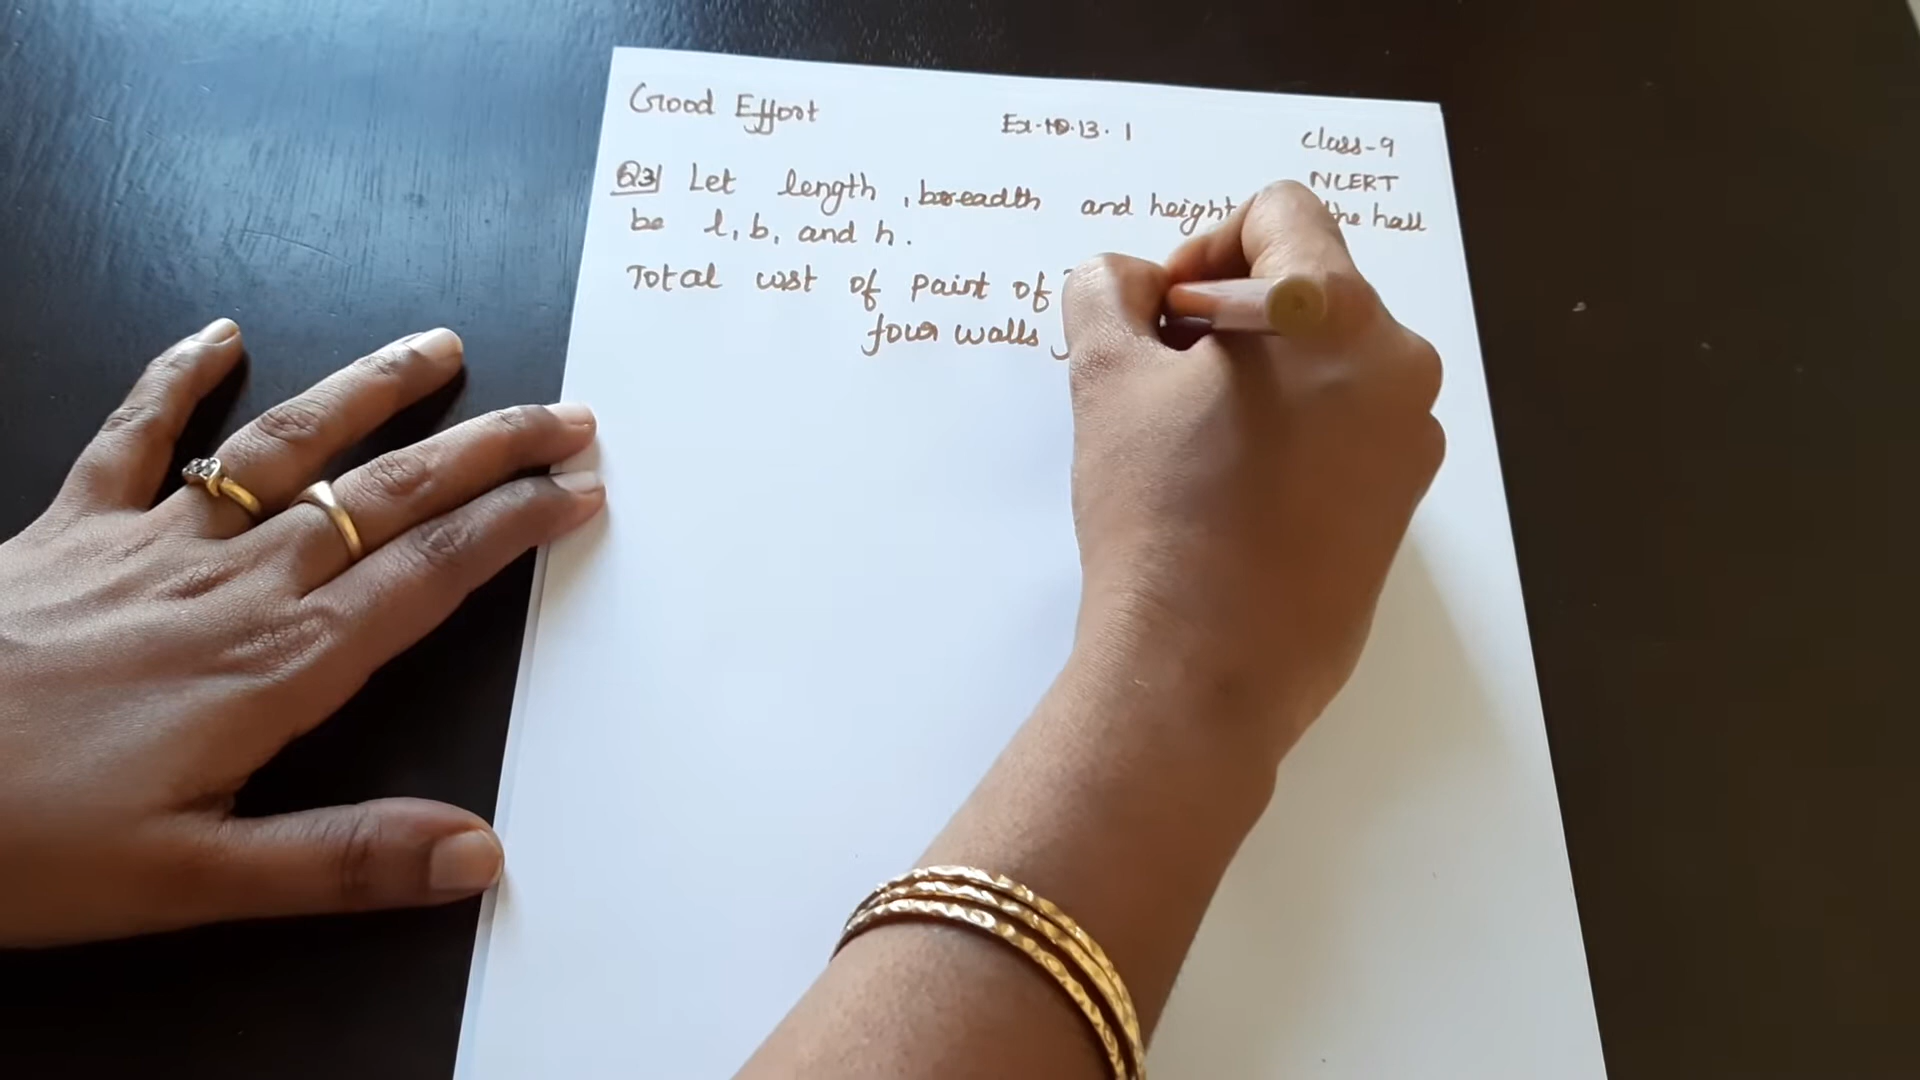 Good Effort
Ex-10.13.1
Class-9
NCERT
Q3 Let length, breadth and height the hall
be l, b, and h.
Total cost of paint of
four walls }